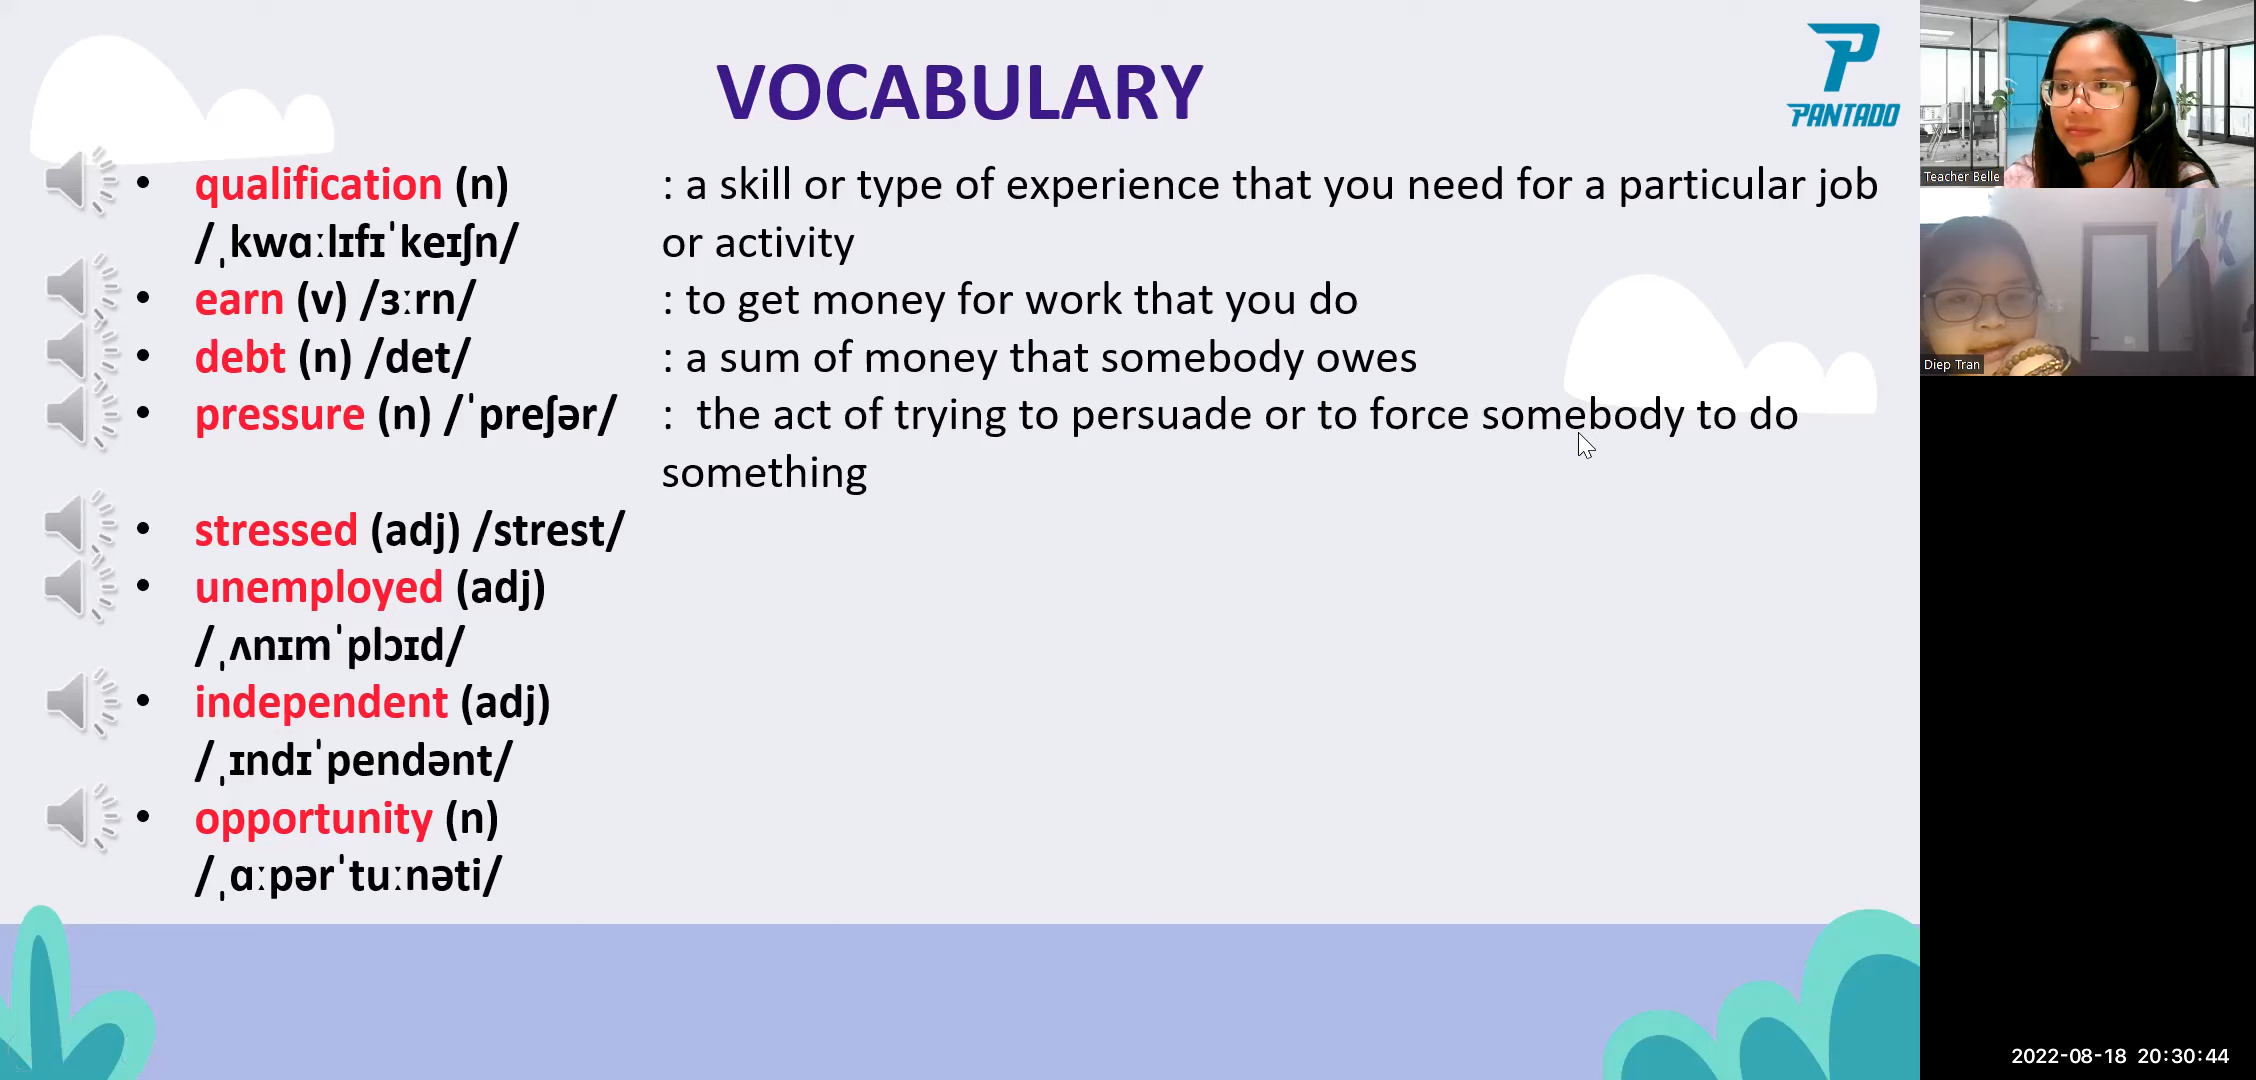 VOCABULARY
PANTADO
• qualification (n) : a skill or type of experience that you need for a particular job
/ˌkwɑːlɪfɪˈkeɪʃn/ or activity
• earn (v) /ɜːrn/ : to get money for work that you do
• debt (n) /det/ : a sum of money that somebody owes
• pressure (n) /ˈpreʃər/ : the act of trying to persuade or to force somebody to do
something
• stressed (adj) /strest/
• unemployed (adj)
/ˌʌnɪmˈplɔɪd/
• independent (adj)
/ˌɪndɪˈpendənt/
• opportunity (n)
/ˌɑːpərˈtuːnəti/
Teacher Belle
Diep Tran
2022-08-18 20:30:44